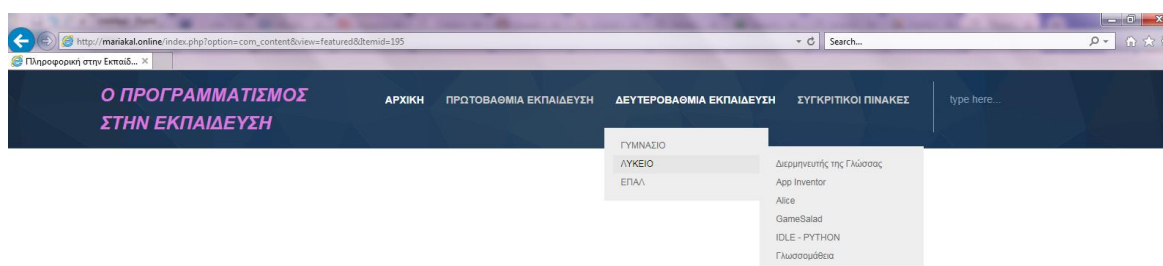 http://mariakal.online/index.php?option=com_content&view=featured&Itemid=195
Search...
Πληροφορική στην Εκπαίδ...
Ο ΠΡΟΓΡΑΜΜΑΤΙΣΜΟΣ
ΣΤΗΝ ΕΚΠΑΙΔΕΥΣΗ
ΑΡΧΙΚΗ ΠΡΩΤΟΒΑΘΜΙΑ ΕΚΠΑΙΔΕΥΣΗ ΔΕΥΤΕΡΟΒΑΘΜΙΑ ΕΚΠΑΙΔΕΥΣΗ ΣΥΓΚΡΙΤΙΚΟΙ ΠΙΝΑΚΕΣ type here...
ΓΥΜΝΑΣΙΟ
ΛΥΚΕΙΟ
ΕΠΑΛ
Διερμηνευτής της Γλώσσας
App Inventor
Alice
GameSalad
IDLE - PYTHON
Γλωσσομάθεια